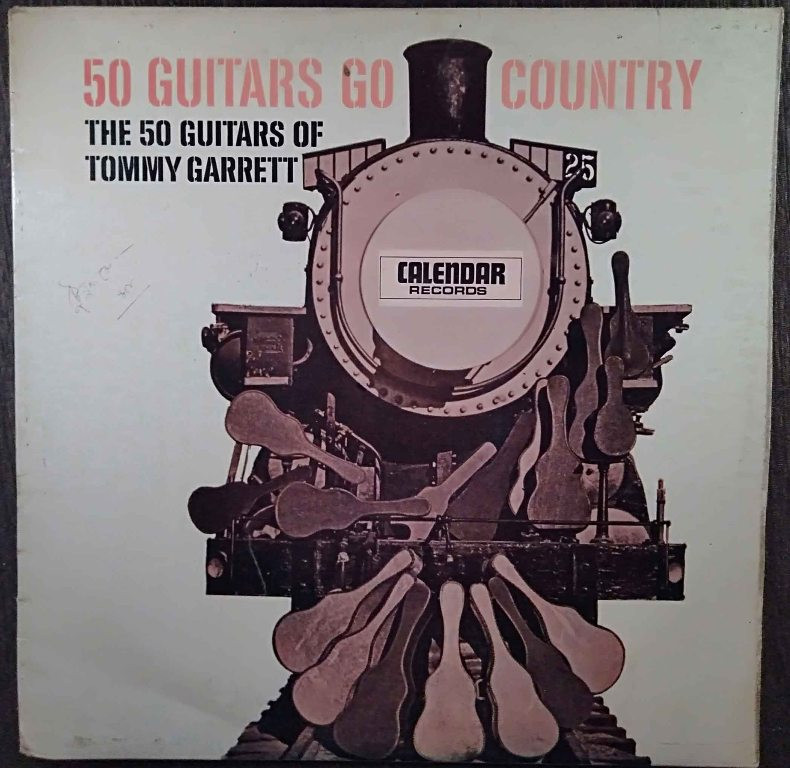 50 GUITARS GO COUNTRY
THE 50 GUITARS OF
TOMMY GARRETT
25
CALENDAR
RECORDS